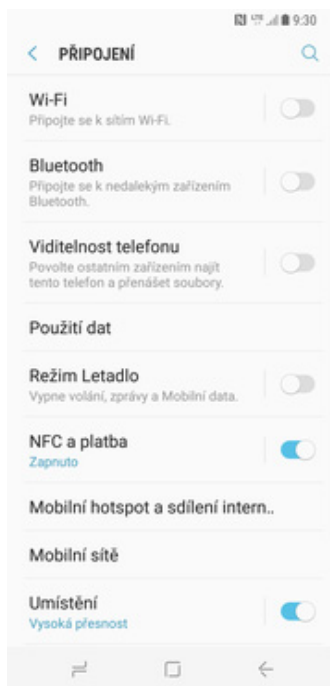 LTE 9:30
PŘIPOJENÍ
Wi-Fi
Připojte se k sítím Wi-Fi.
Bluetooth
Připojte se k nedalekým zařízením
Bluetooth.
Viditelnost telefonu
Povolte ostatním zařízením najít
tento telefon a přenášet soubory.
Použití dat
Režim Letadlo
Vypne volání, zprávy a Mobilní data.
NFC a platba
Zapnuto
Mobilní hotspot a sdílení intern..
Mobilní sítě
Umístění
Vysoká přesnost